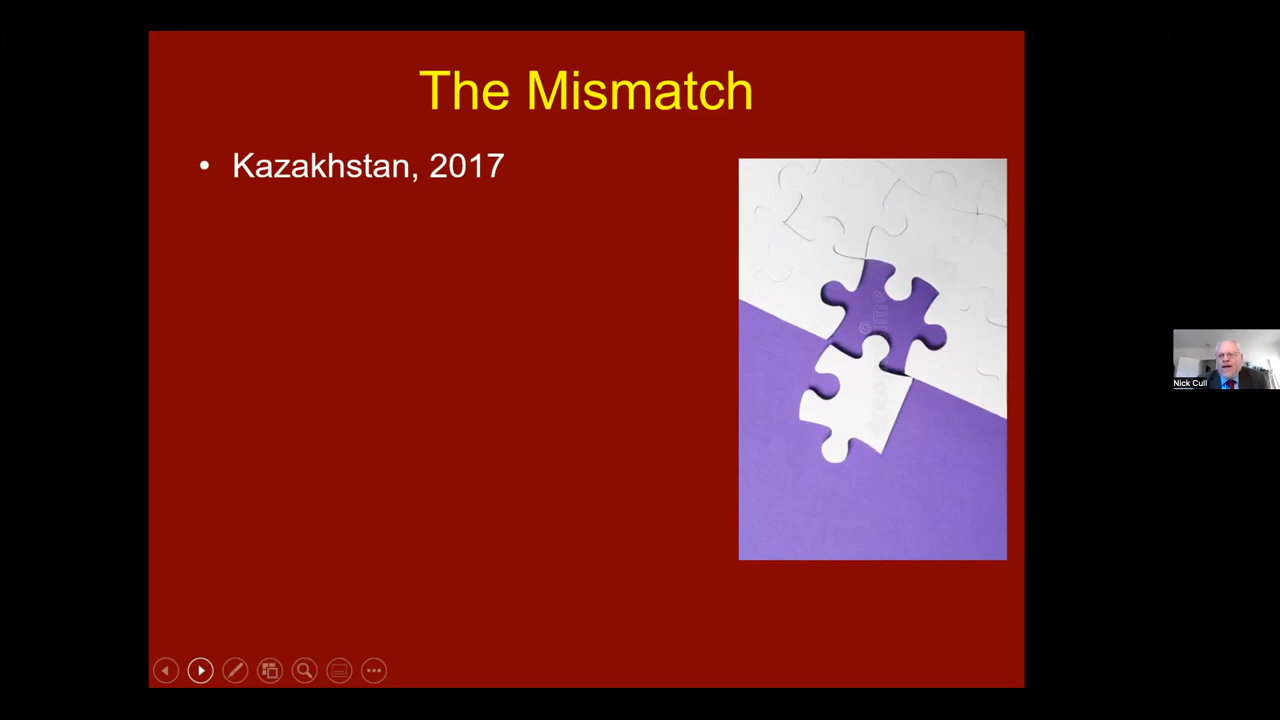 The Mismatch
• Kazakhstan, 2017
Nick Cull